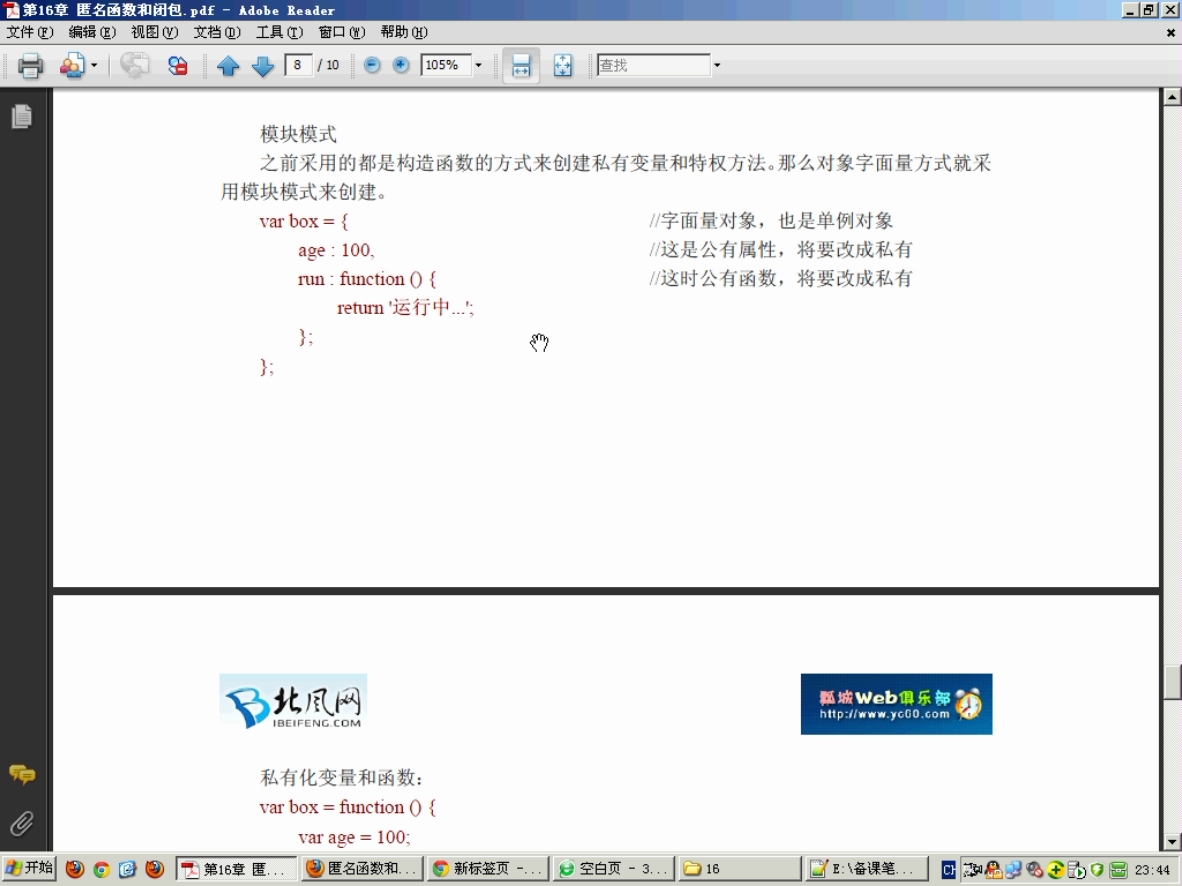 第16章 匿名函数和闭包.pdf - Adobe Reader
文件(F) 编辑(E) 视图(V) 文档(D) 工具(T) 窗口(W) 帮助(H)
8 / 10 105% 查找
模块模式
之前采用的都是构造函数的方式来创建私有变量和特权方法。那么对象字面量方式就采
用模块模式来创建。
var box = { //字面量对象，也是单例对象
age : 100, //这是公有属性，将要改成私有
run : function () { //这时公有函数，将要改成私有
return '运行中...';
};
};
北风网 瓢城Web俱乐部
IBEIFENG.COM http://www.yc60.com
私有化变量和函数：
var box = function () {
var age = 100;
开始 第16章 匿... 匿名函数和... 新标签页 -... 空白页 - 3... 16 E:\备课笔... CH 23:44